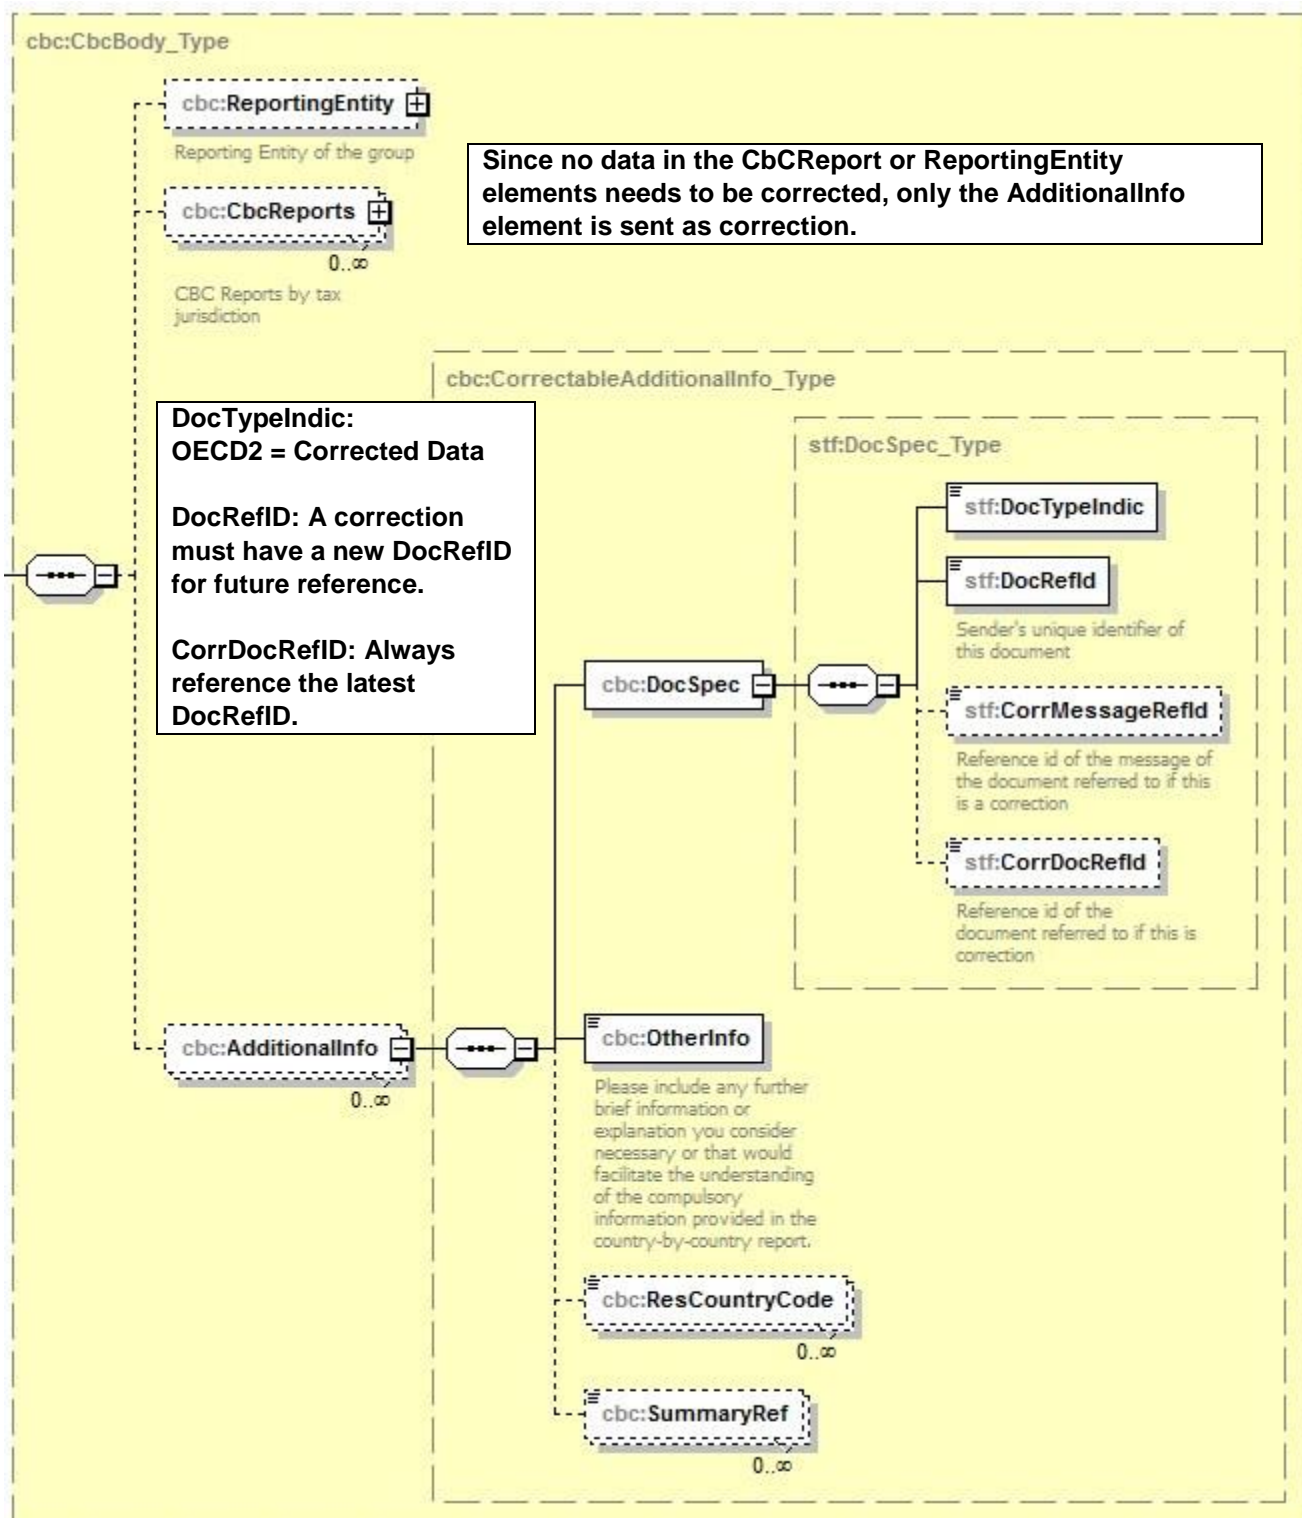 cbc:CbcBody_Type
cbc:ReportingEntity
Reporting Entity of the group
Since no data in the CbCReport or ReportingEntity
elements needs to be corrected, only the AdditionalInfo
element is sent as correction.
cbc:CbcReports
0..∞
CBC Reports by tax
jurisdiction
cbc:CorrectableAdditionalInfo_Type
DocTypeIndic:
OECD2 = Corrected Data
DocRefID: A correction
must have a new DocRefID
for future reference.
CorrDocRefID: Always
reference the latest
DocRefID.
stf:DocSpec_Type
stf:DocTypeIndic
stf:DocRefId
Sender's unique identifier of
this document
cbc:DocSpec
stf:CorrMessageRefId
Reference id of the message of
the document referred to if this
is a correction
stf:CorrDocRefId
Reference id of the
document referred to if this is
correction
cbc:AdditionalInfo
0..∞
cbc:OtherInfo
Please include any further
brief information or
explanation you consider
necessary or that would
facilitate the understanding
of the compulsory
information provided in the
country-by-country report.
cbc:ResCountryCode
0..∞
cbc:SummaryRef
0..∞